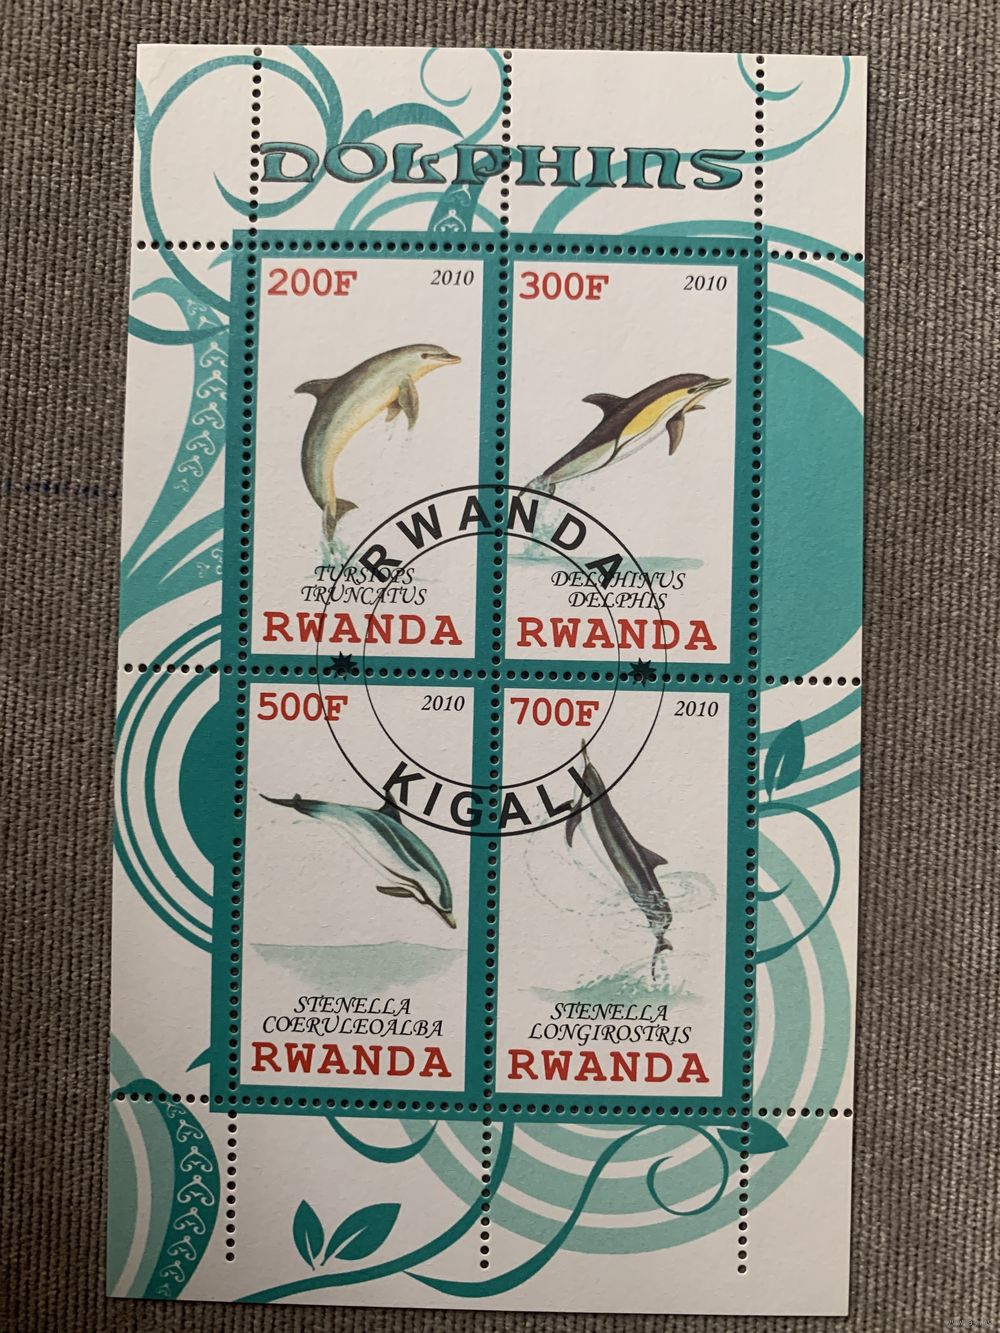 DOLPHINS
200F 2010
TURSIOPS
TRUNCATUS
RWANDA
300F 2010
DELPHINUS
DELPHIS
RWANDA
RWANDA
KIGALI
500F 2010
STENELLA
COERULEOALBA
RWANDA
700F 2010
STENELLA
LONGIROSTRIS
RWANDA